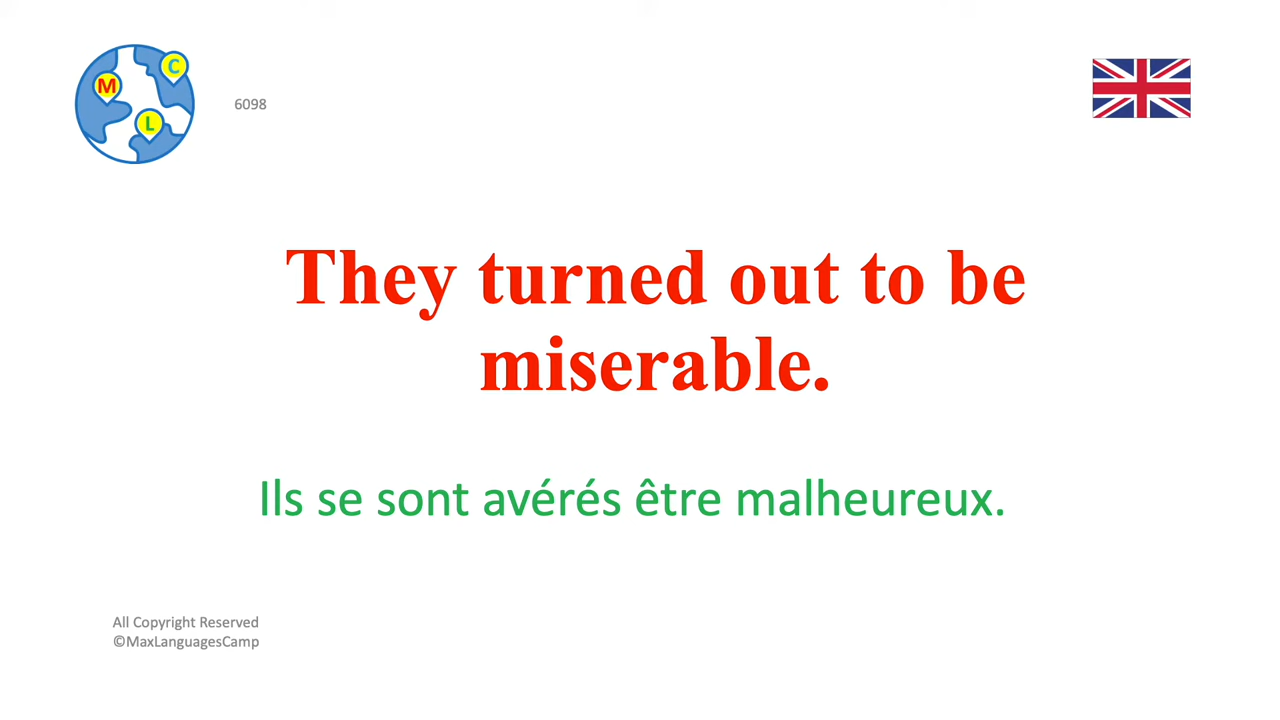 C
M
L
6098
They turned out to be
miserable.
Ils se sont avérés être malheureux.
All Copyright Reserved
©MaxLanguagesCamp